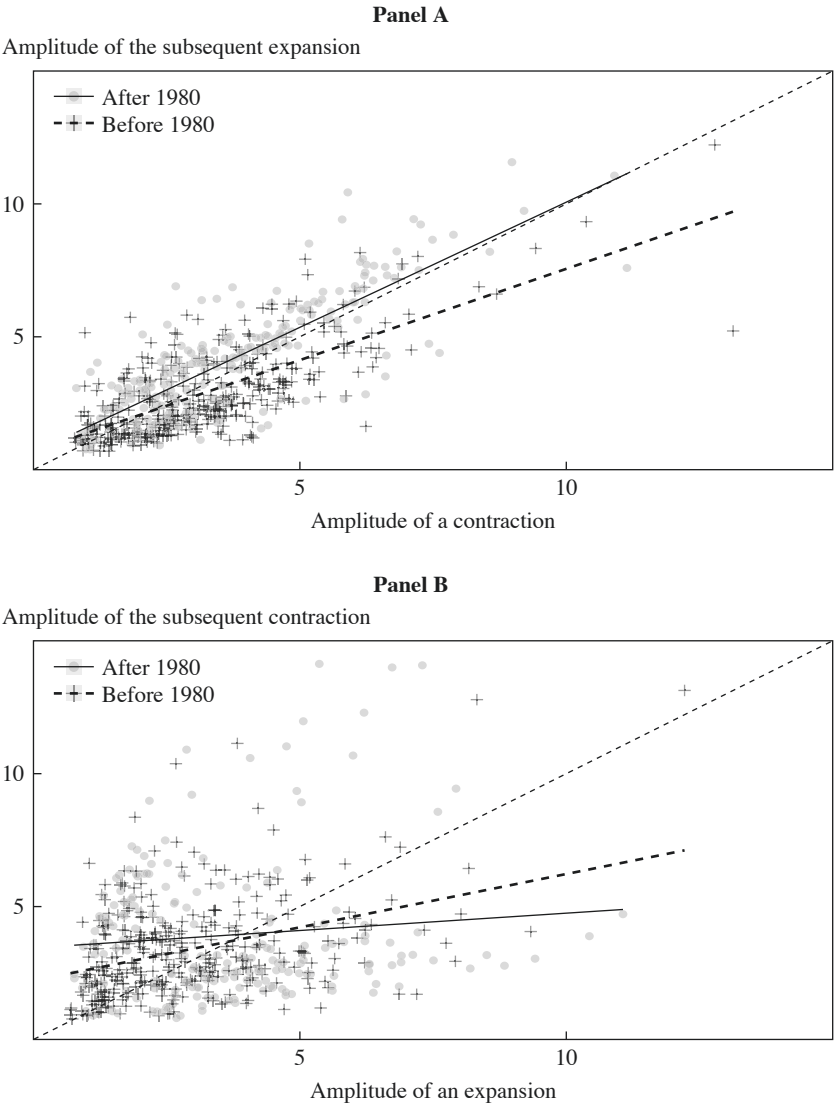 Panel A
Amplitude of the subsequent expansion
After 1980
Before 1980
10
5
5
10
Amplitude of a contraction
Panel B
Amplitude of the subsequent contraction
After 1980
Before 1980
10
5
5
10
Amplitude of an expansion